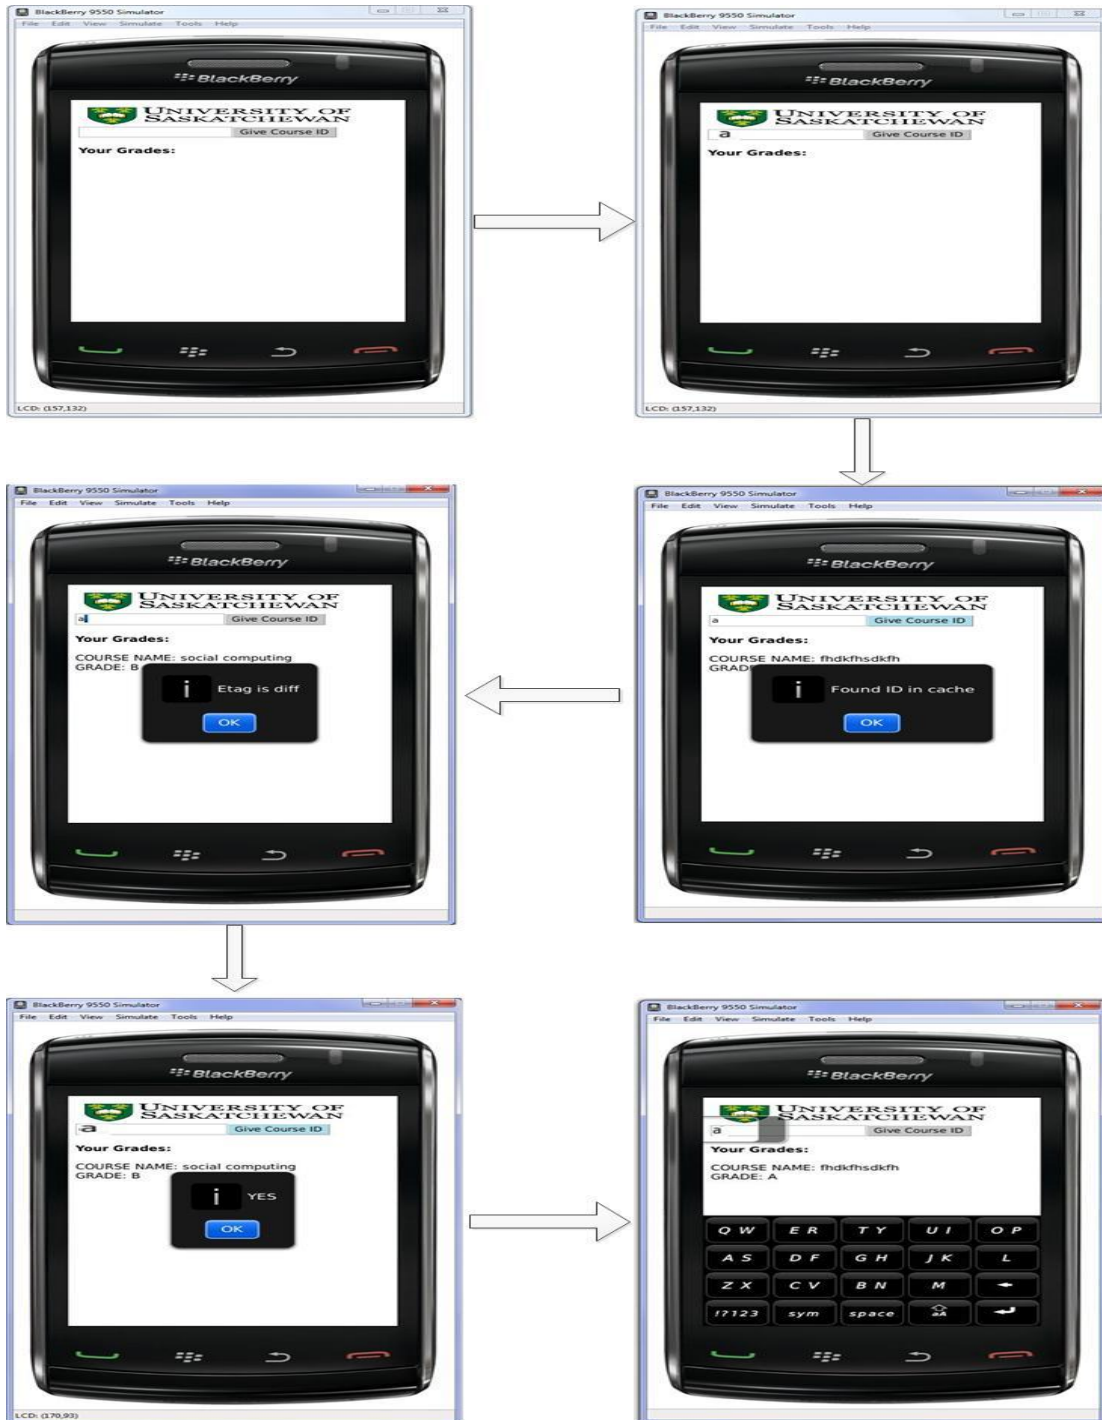 BlackBerry 9550 Simulator
File Edit View Simulate Tools Help
BlackBerry
UNIVERSITY OF
SASKATCHEWAN
Give Course ID
Your Grades:
LCD: (157,132)
BlackBerry 9550 Simulator
File Edit View Simulate Tools Help
BlackBerry
UNIVERSITY OF
SASKATCHEWAN
a Give Course ID
Your Grades:
LCD: (157,132)
BlackBerry 9550 Simulator
File Edit View Simulate Tools Help
BlackBerry
UNIVERSITY OF
SASKATCHEWAN
a Give Course ID
Your Grades:
COURSE NAME: fhdkfhsdkfh
GRAD
i Found ID in cache
OK
BlackBerry 9550 Simulator
File Edit View Simulate Tools Help
BlackBerry
UNIVERSITY OF
SASKATCHEWAN
a Give Course ID
Your Grades:
COURSE NAME: social computing
GRADE: B
i Etag is diff
OK
BlackBerry 9550 Simulator
File Edit View Simulate Tools Help
BlackBerry
UNIVERSITY OF
SASKATCHEWAN
a Give Course ID
Your Grades:
COURSE NAME: social computing
GRADE: B
i YES
OK
LCD: (170,93)
BlackBerry 9550 Simulator
File Edit View Simulate Tools Help
BlackBerry
UNIVERSITY OF
SASKATCHEWAN
a Give Course ID
Your Grades:
COURSE NAME: fhdkfhsdkfh
GRADE: A
Q W E R T Y U I O P
A S D F G H J K L
Z X C V B N M
!?123 sym space aA